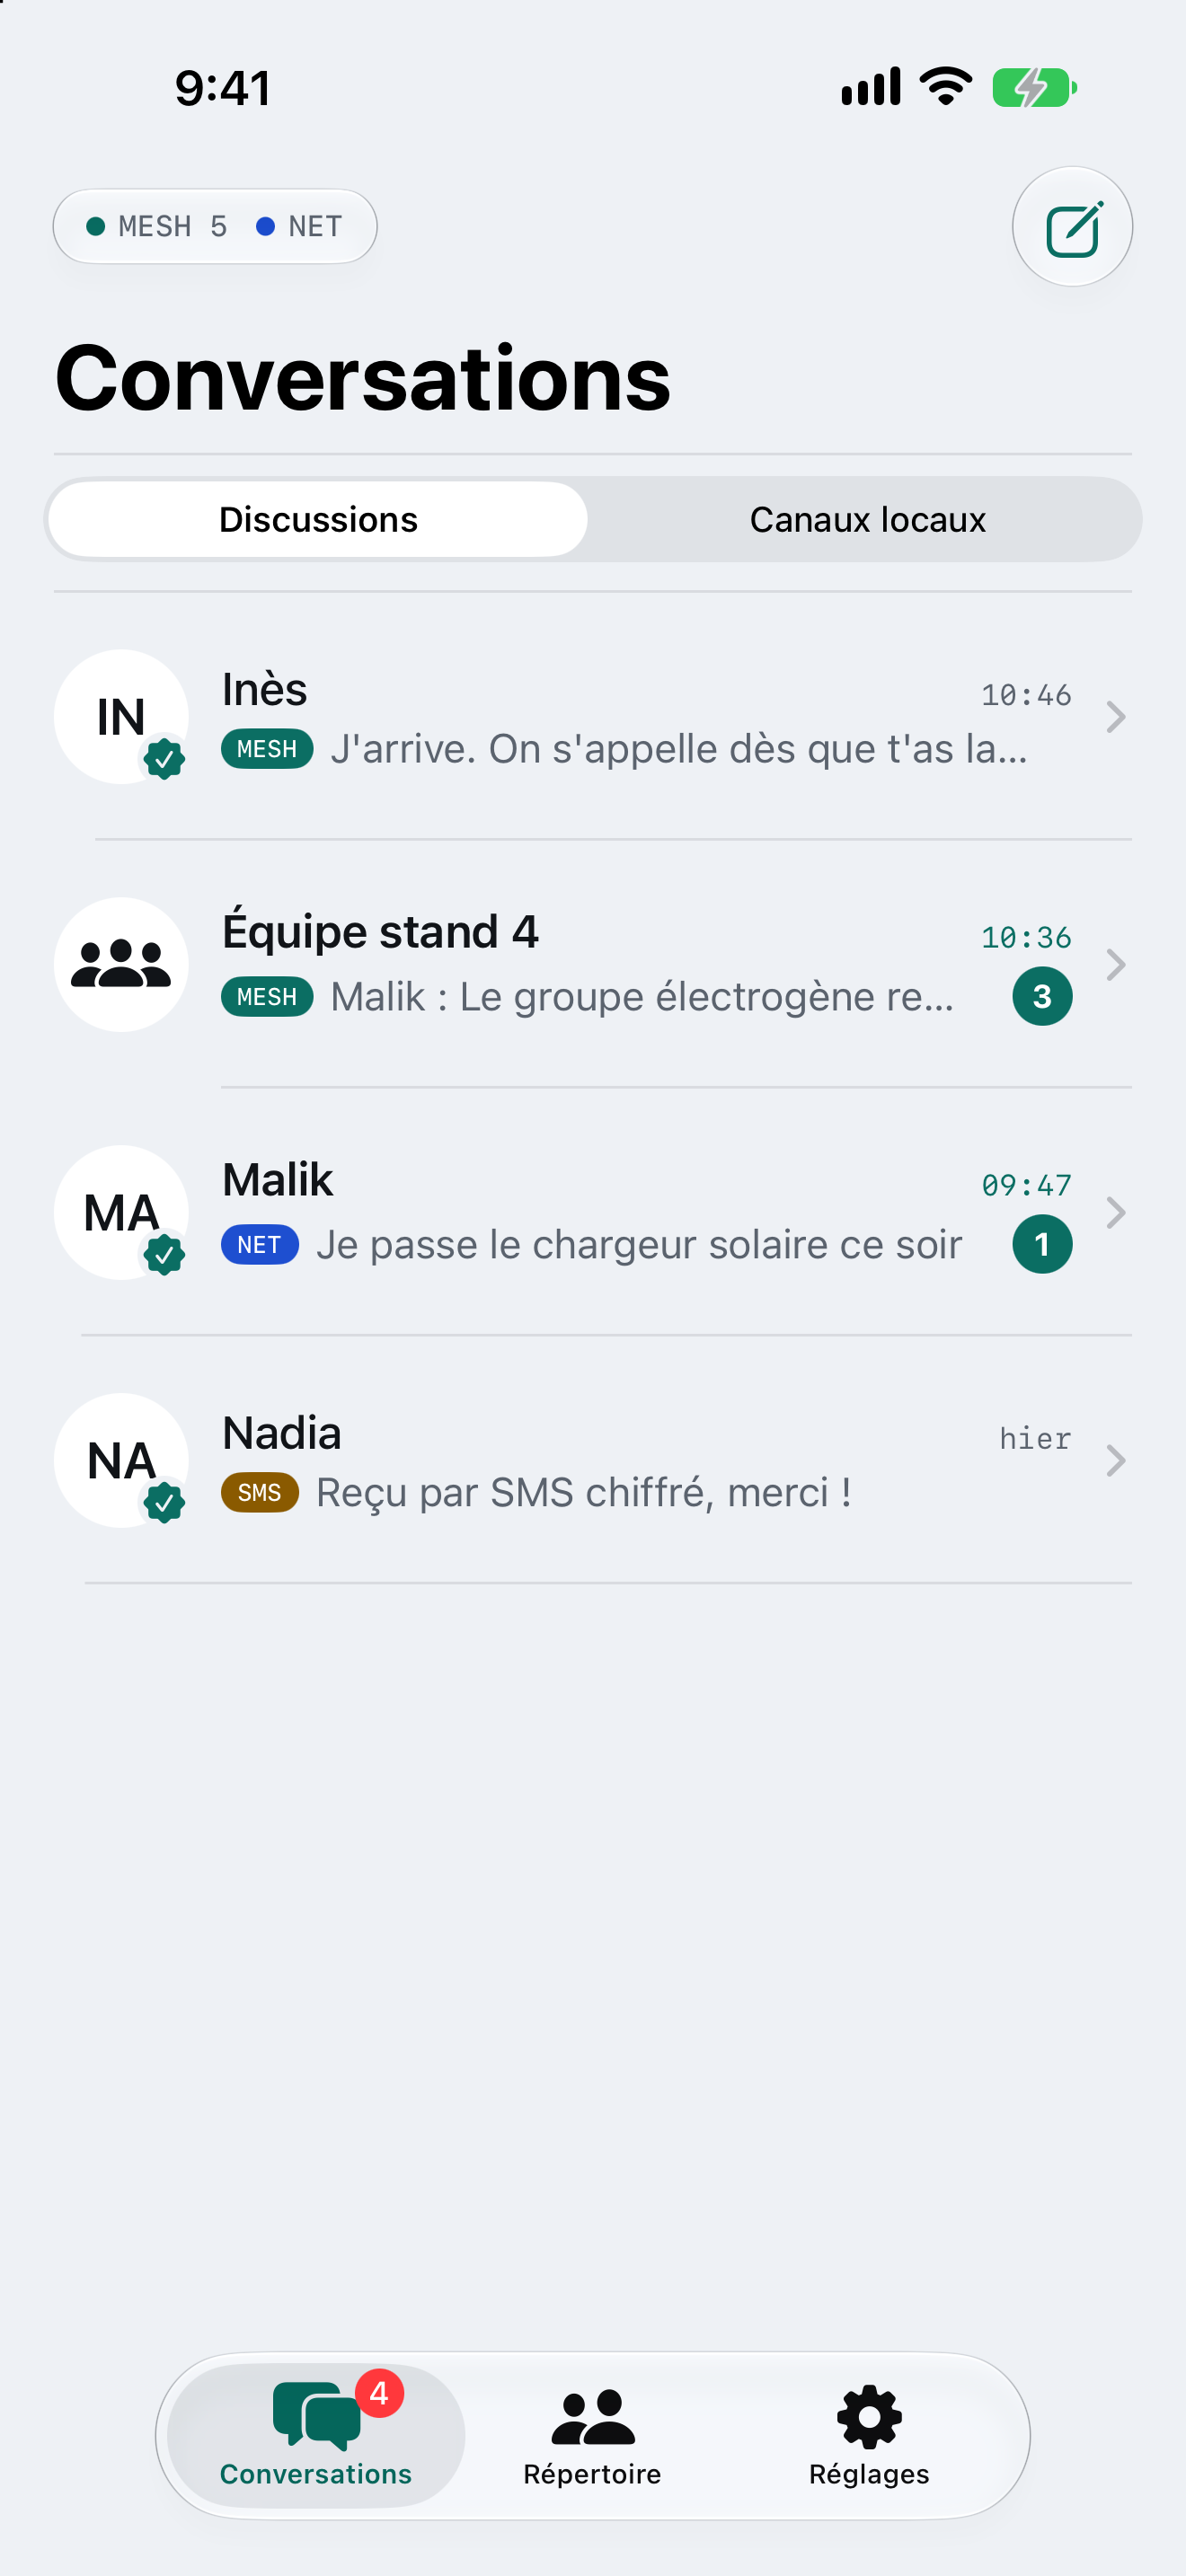 9:41
MESH 5 NET
Conversations
Discussions
Canaux locaux
IN
Inès
10:46
MESH J'arrive. On s'appelle dès que t'as la...
Équipe stand 4
10:36
MESH Malik : Le groupe électrogène re...
3
MA
Malik
09:47
NET Je passe le chargeur solaire ce soir
1
NA
Nadia
hier
SMS Reçu par SMS chiffré, merci !
4
Conversations
Répertoire
Réglages